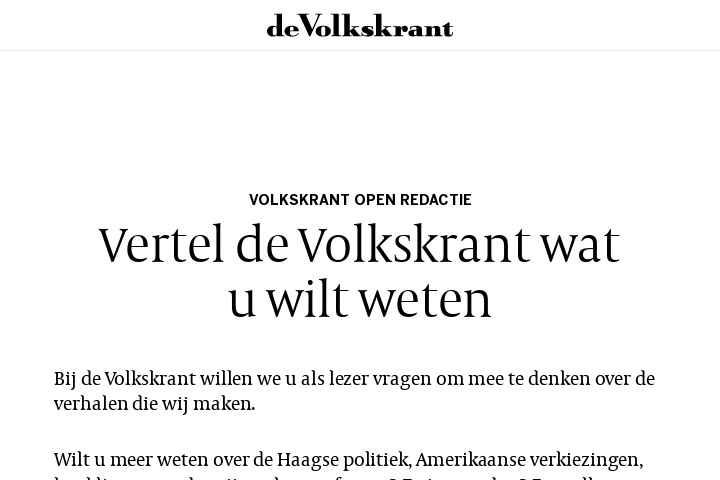 deVolkskrant
VOLKSKRANT OPEN REDACTIE
Vertel de Volkskrant wat
u wilt weten
Bij de Volkskrant willen we u als lezer vragen om mee te denken over de
verhalen die wij maken.
Wilt u meer weten over de Haagse politiek, Amerikaanse verkiezingen,